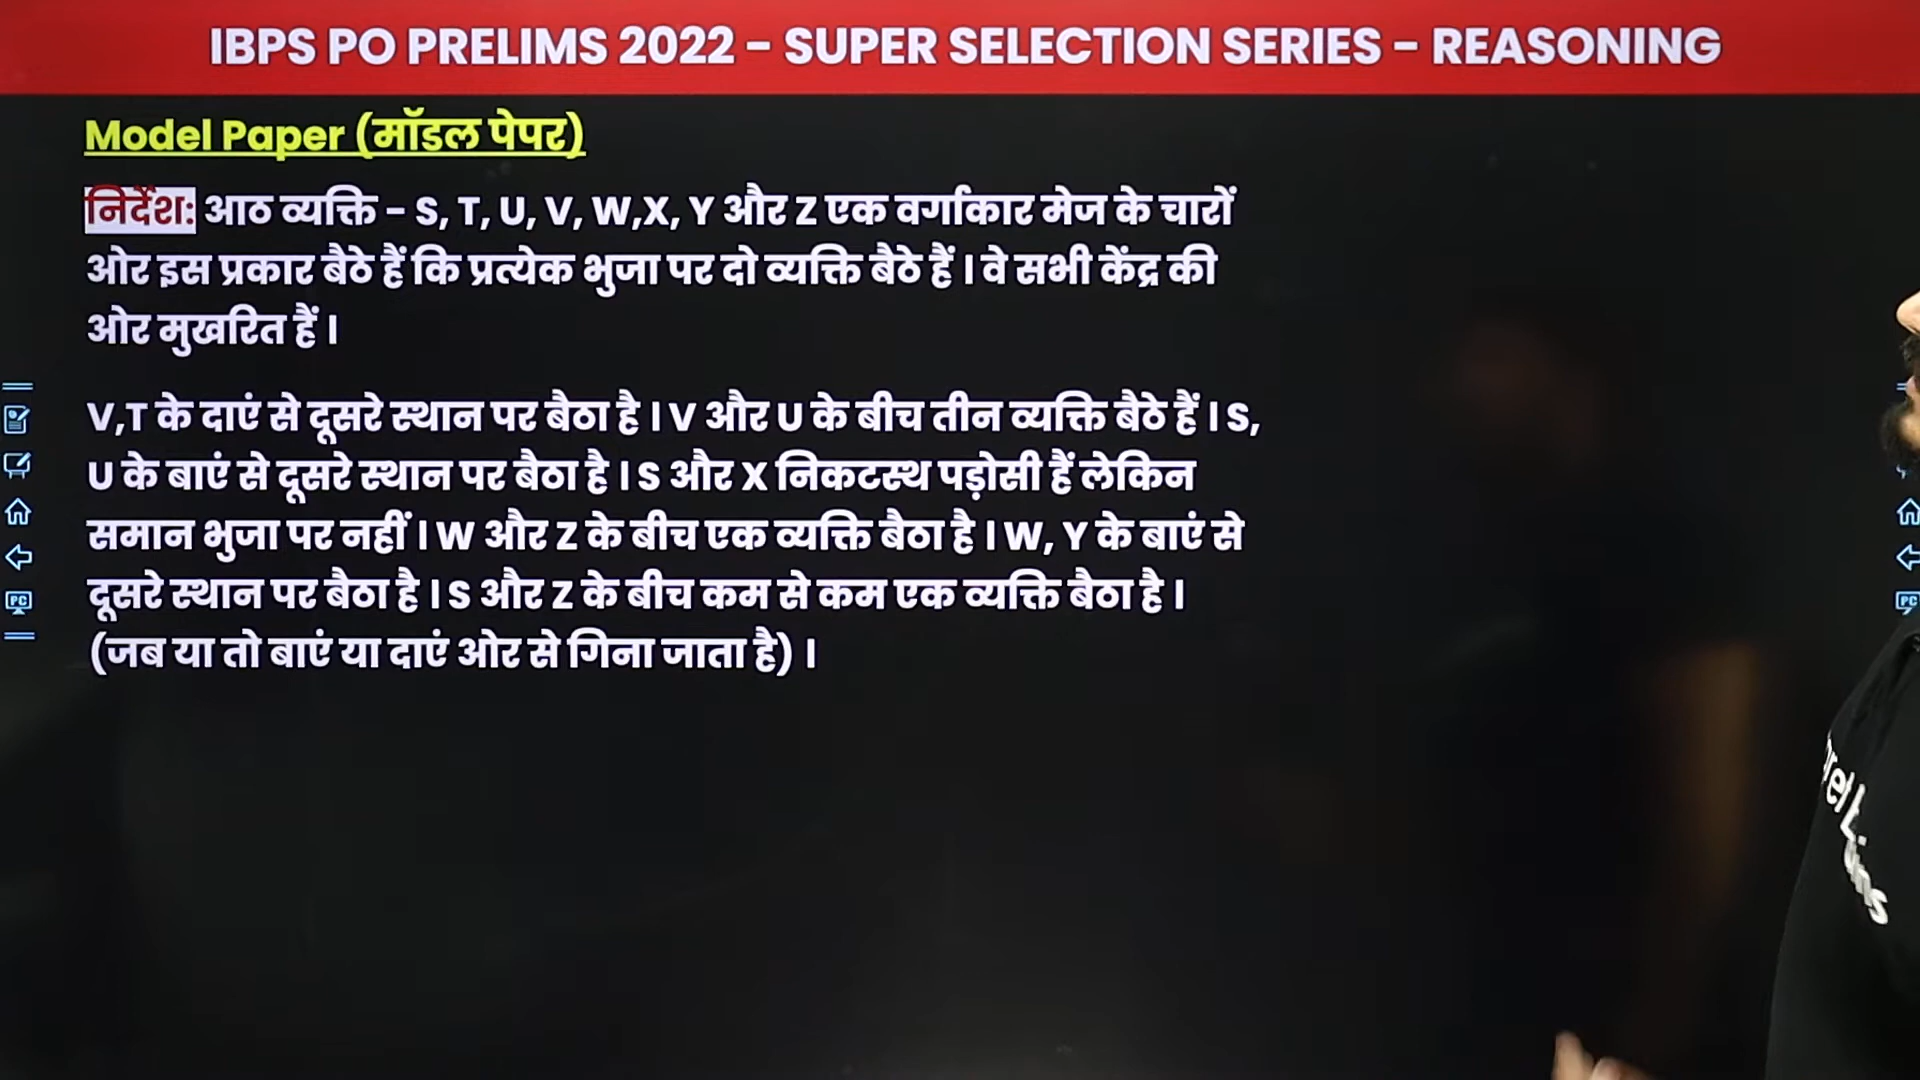 IBPS PO PRELIMS 2022 - SUPER SELECTION SERIES - REASONING
Model Paper (मॉडल पेपर)
निर्देश: आठ व्यक्ति - S, T, U, V, W,X, Y और Z एक वर्गाकार मेज के चारों
ओर इस प्रकार बैठे हैं कि प्रत्येक भुजा पर दो व्यक्ति बैठे हैं । वे सभी केंद्र की
ओर मुखरित हैं ।
V,T के दाएं से दूसरे स्थान पर बैठा है । V और U के बीच तीन व्यक्ति बैठे हैं । S,
U के बाएं से दूसरे स्थान पर बैठा है । S और X निकटस्थ पड़ोसी हैं लेकिन
समान भुजा पर नहीं । W और Z के बीच एक व्यक्ति बैठा है । W, Y के बाएं से
दूसरे स्थान पर बैठा है । S और Z के बीच कम से कम एक व्यक्ति बैठा है ।
(जब या तो बाएं या दाएं ओर से गिना जाता है) ।
PC
PC